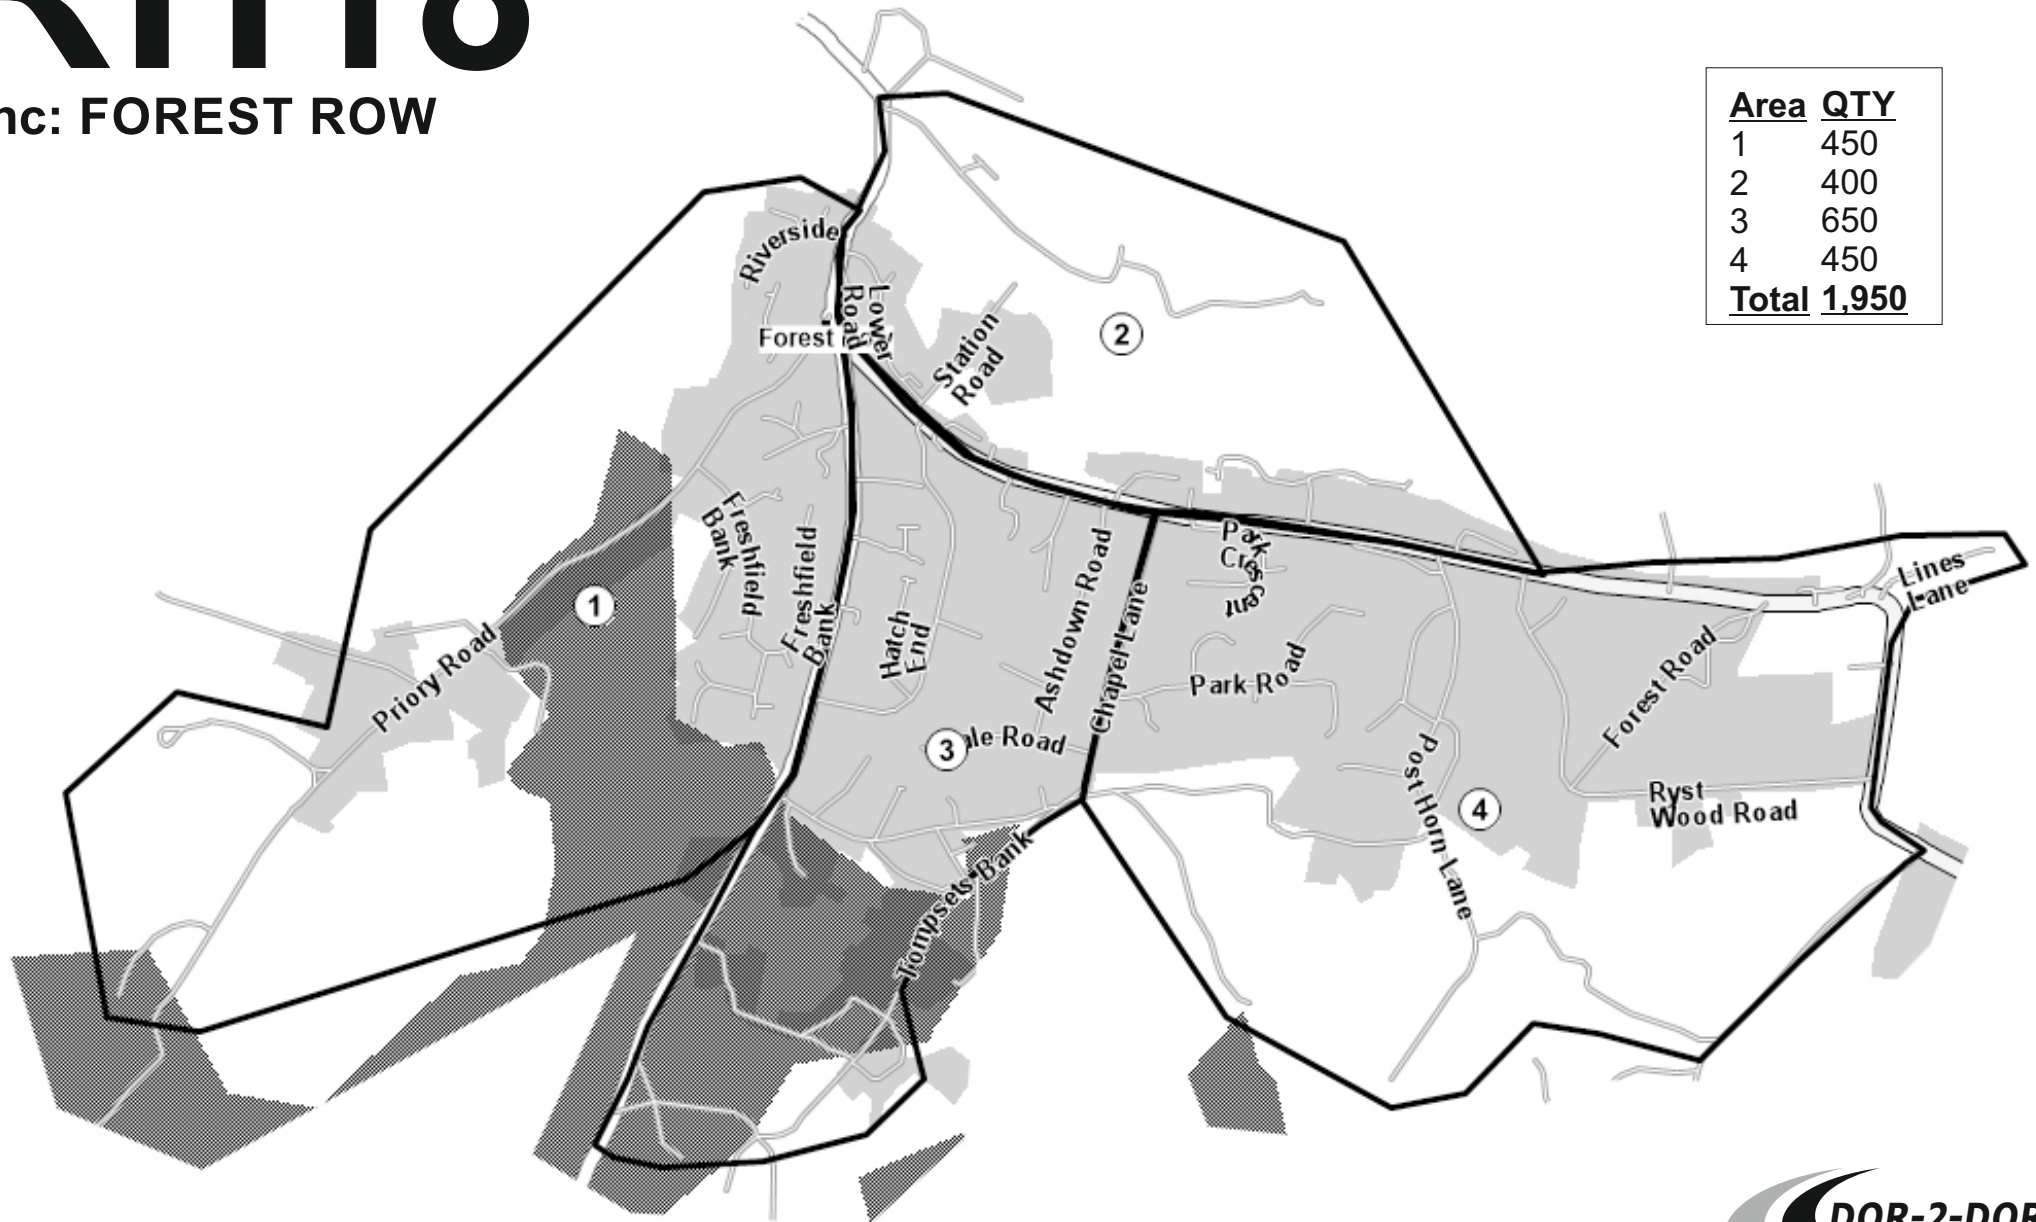 nc: FOREST ROW
Area QTY
1 450
2 400
3 650
4 450
Total 1,950
Riverside
Lower
Road
Forest
Station
Road
2
Freshfield
Bank
Freshfield
Bank
Hatch
End
Ashdown Road
Chapel Lane
Park
Crescent
Park Road
Lines
Lane
Forest Road
1
Priory Road
3
ale Road
Post Horn Lane
4
Ryst
Wood Road
Tompsets Bank
DOR-2-DOR